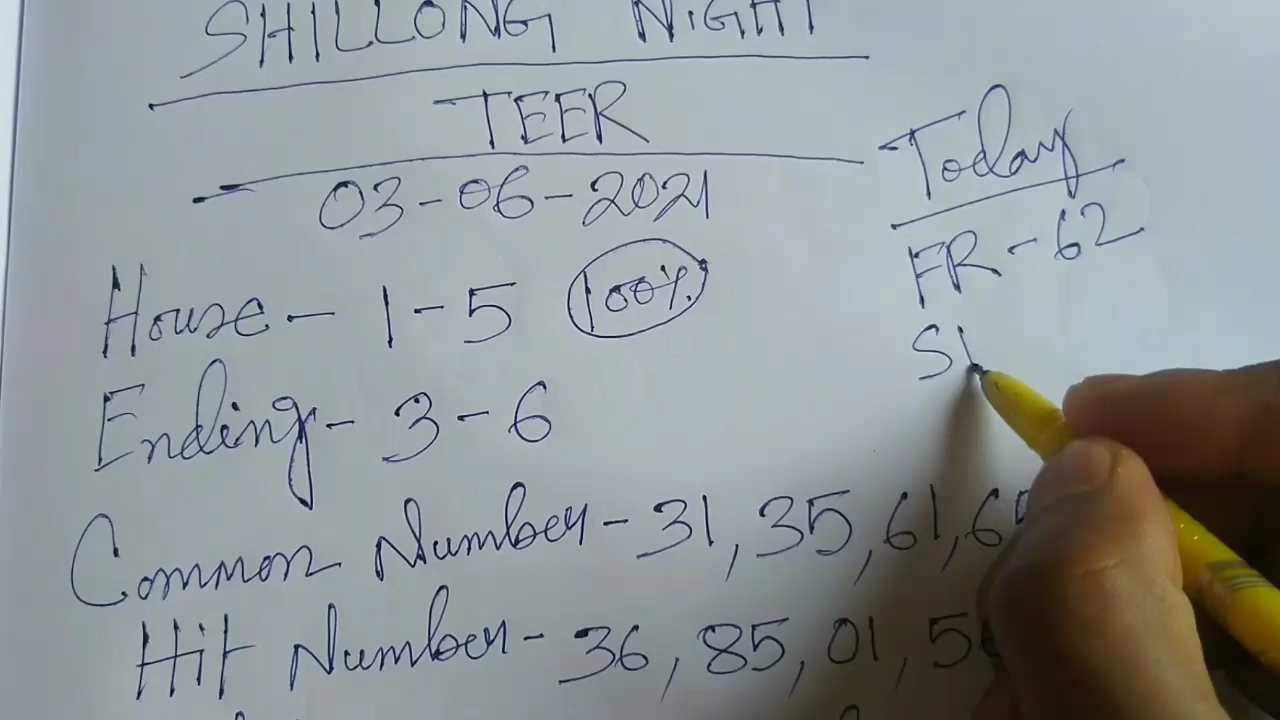 SHILLONG NIGHT
TEER
03-06-2021
House - 1-5 100%
Ending - 3-6
Common Number - 31, 35, 61, 65
Hit Number - 36, 85, 01,
Today
FR - 62